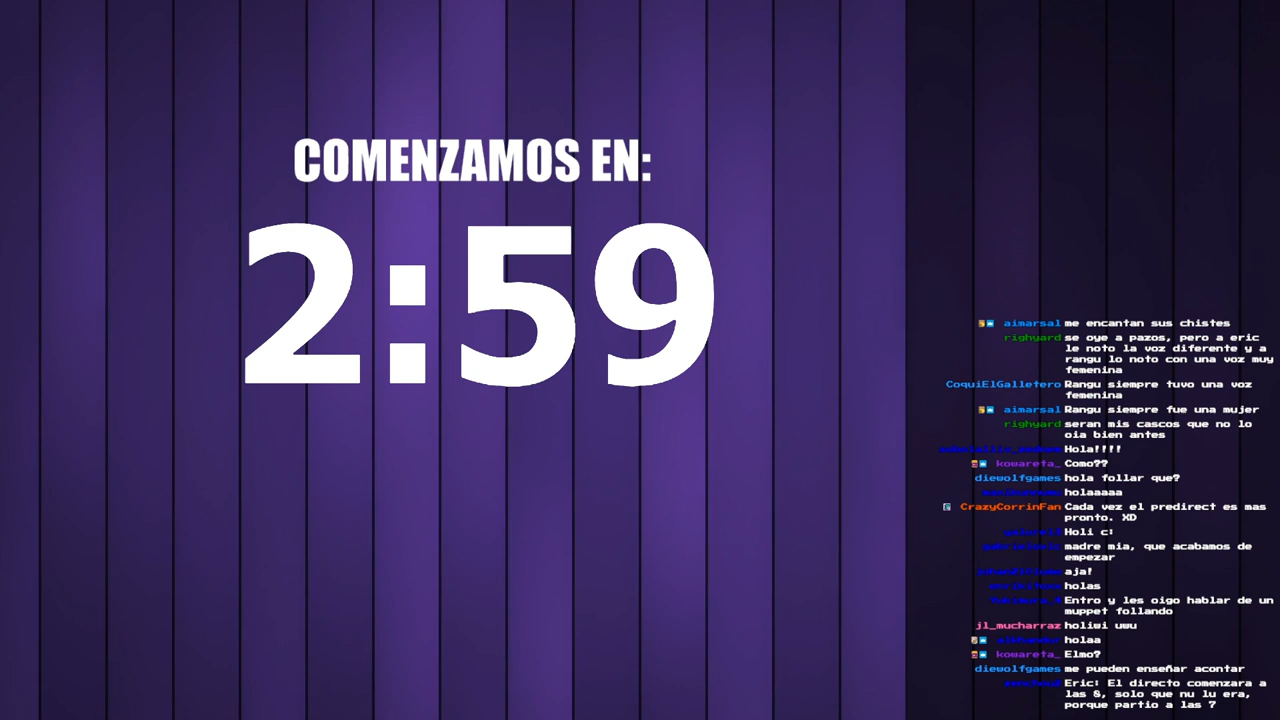 COMENZAMOS EN:
2:59
aimarsal me encantan sus chistes
righyard se oye a pazos, pero a eric
le noto la voz diferente y a
rangu lo noto con una voz muy
femenina
CoquiElGalletero Rangu siempre tuvo una voz
femenina
aimarsal Rangu siempre fue una mujer
righyard seran mis cascos que no lo
oia bien antes
Hola!!!!
kowareta_ Como??
diewolfgames hola follar que?
holaaaaa
CrazyCorrinFan Cada vez el predirect es mas
pronto. XD
Holi c:
madre mia, que acabamos de
empezar
aja!
holas
Entro y les oigo hablar de un
muppet follando
jl_mucharraz holiwi uwu
holaa
kowareta_ Elmo?
diewolfgames me pueden enseñar acontar
Eric: El directo comenzara a
las 8, solo que nu lu era,
porque partio a las 7